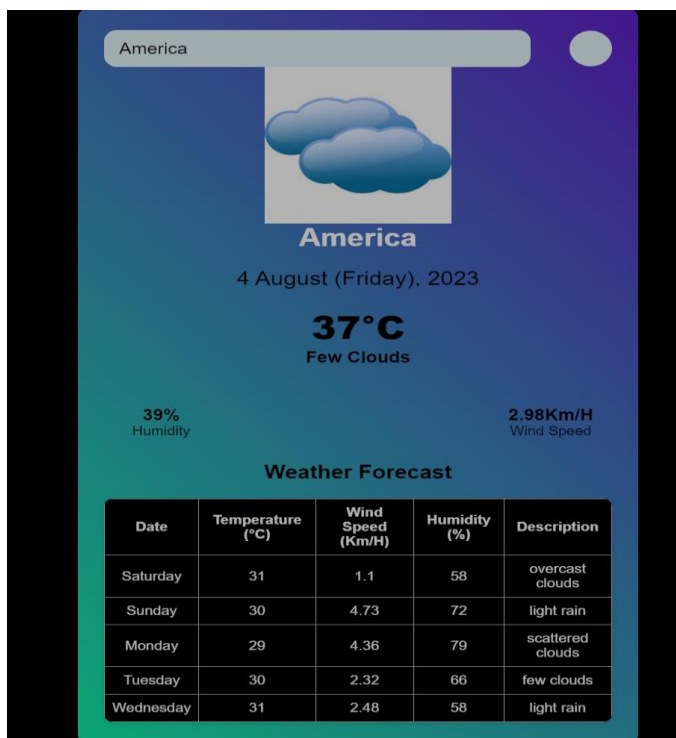 America
America
4 August (Friday), 2023
37°C
Few Clouds
39%
Humidity
2.98Km/H
Wind Speed
Weather Forecast
Date Temperature (°C) Wind Speed (Km/H) Humidity (%) Description
Saturday 31 1.1 58 overcast clouds
Sunday 30 4.73 72 light rain
Monday 29 4.36 79 scattered clouds
Tuesday 30 2.32 66 few clouds
Wednesday 31 2.48 58 light rain